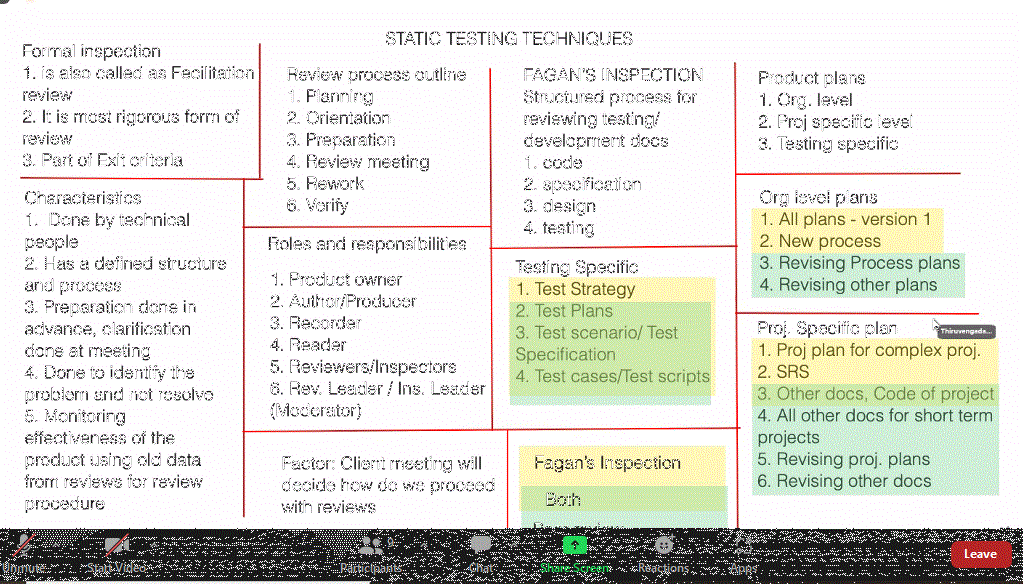 STATIC TESTING TECHNIQUES
Formal inspection
1. is also called as Facilitation
review
2. It is most rigorous form of
review
3. Part of Exit criteria
Characteristics
1. Done by technical
people
2. Has a defined structure
and process
3. Preparation done in
advance, clarification
done at meeting
4. Done to identify the
problem and not resolve
5. Monitoring
effectiveness of the
product using old data
from reviews for review
procedure
Review process outline
1. Planning
2. Orientation
3. Preparation
4. Review meeting
5. Rework
6. Verify
Roles and responsibilities
1. Product owner
2. Author/Producer
3. Recorder
4. Reader
5. Reviewers/Inspectors
6. Rev. Leader / Ins. Leader
(Moderator)
Factor: Client meeting will
decide how do we proceed
with reviews
FAGAN'S INSPECTION
Structured process for
reviewing testing/
development docs
1. code
2. specification
3. design
4. testing
Testing Specific
1. Test Strategy
2. Test Plans
3. Test scenario/ Test
Specification
4. Test cases/Test scripts
Fagan's Inspection
Both
Product plans
1. Org. level
2. Proj specific level
3. Testing specific
Org level plans
1. All plans - version 1
2. New process
3. Revising Process plans
4. Revising other plans
Proj. Specific plan
Thiruvengada...
1. Proj plan for complex proj.
2. SRS
3. Other docs, Code of project
4. All other docs for short term
projects
5. Revising proj. plans
6. Revising other docs
Unmute
Start Video
Participants
Chat
Share Screen
Reactions
Apps
Leave